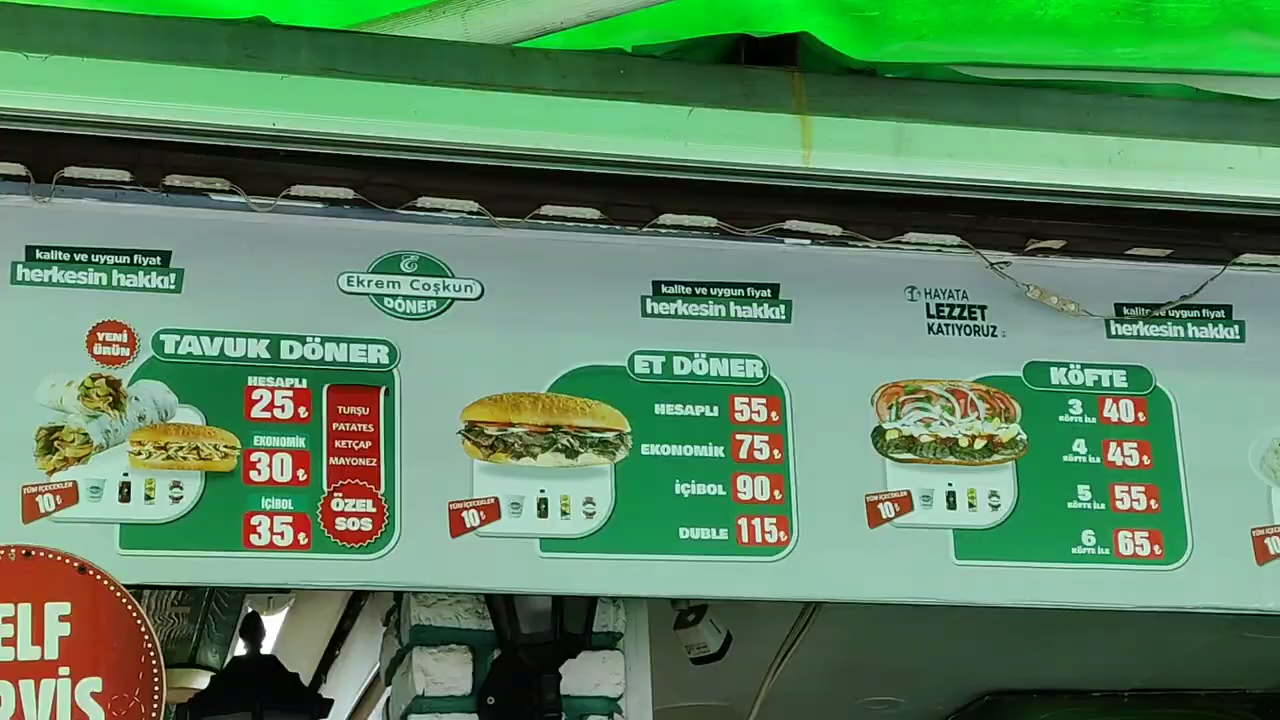 kalite ve uygun fiyat
herkesin hakkı!
Ekrem Coşkun
DÖNER
kalite ve uygun fiyat
herkesin hakkı!
HAYATA
LEZZET
KATIYORUZ
kalite ve uygun fiyat
herkesin hakkı!
YENİ
ÜRÜN
TAVUK DÖNER
HESAPLI
25₺
EKONOMİK
30₺
İÇİBOL
35₺
TURŞU
PATATES
KETÇAP
MAYONEZ
ÖZEL
SOS
TÜM İÇECEKLER
10₺
ET DÖNER
HESAPLI 55₺
EKONOMİK 75₺
İÇİBOL 90₺
DUBLE 115₺
TÜM İÇECEKLER
10₺
KÖFTE
3 KÖFTE İLE 40₺
4 KÖFTE İLE 45₺
5 KÖFTE İLE 55₺
6 KÖFTE İLE 65₺
TÜM İÇECEKLER
10₺
10
ELF
RVİS